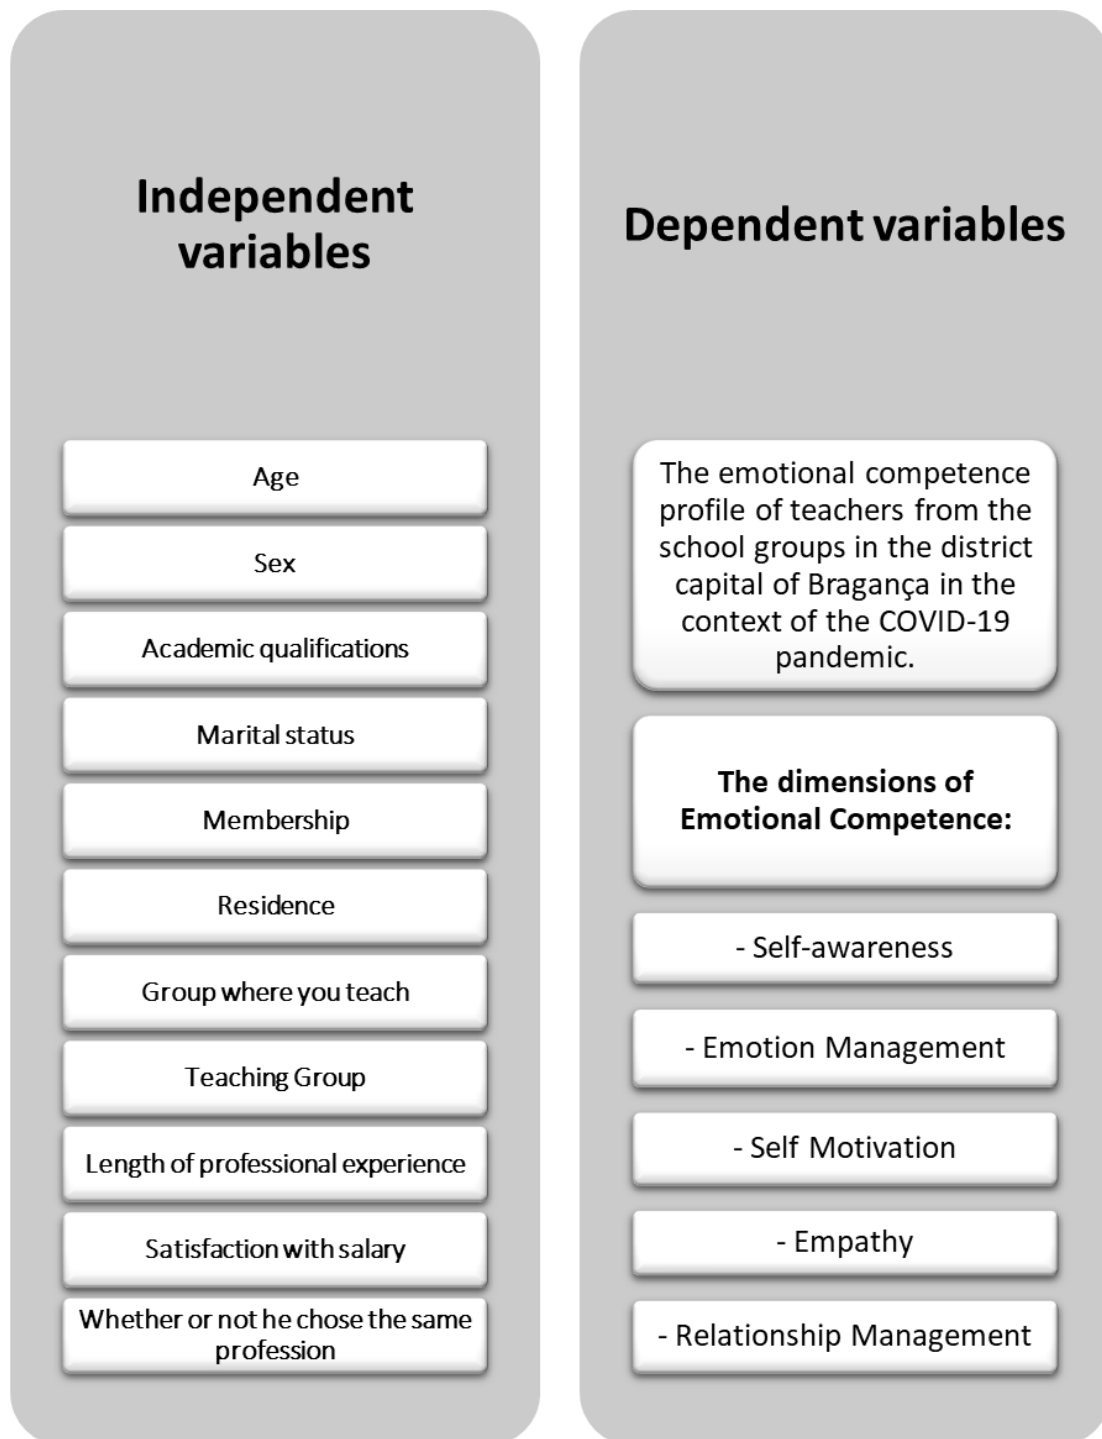 Independent
variables
Age
Sex
Academic qualifications
Marital status
Membership
Residence
Group where you teach
Teaching Group
Length of professional experience
Satisfaction with salary
Whether or not he chose the same
profession
Dependent variables
The emotional competence
profile of teachers from the
school groups in the district
capital of Bragança in the
context of the COVID-19
pandemic.
The dimensions of
Emotional Competence:
- Self-awareness
- Emotion Management
- Self Motivation
- Empathy
- Relationship Management